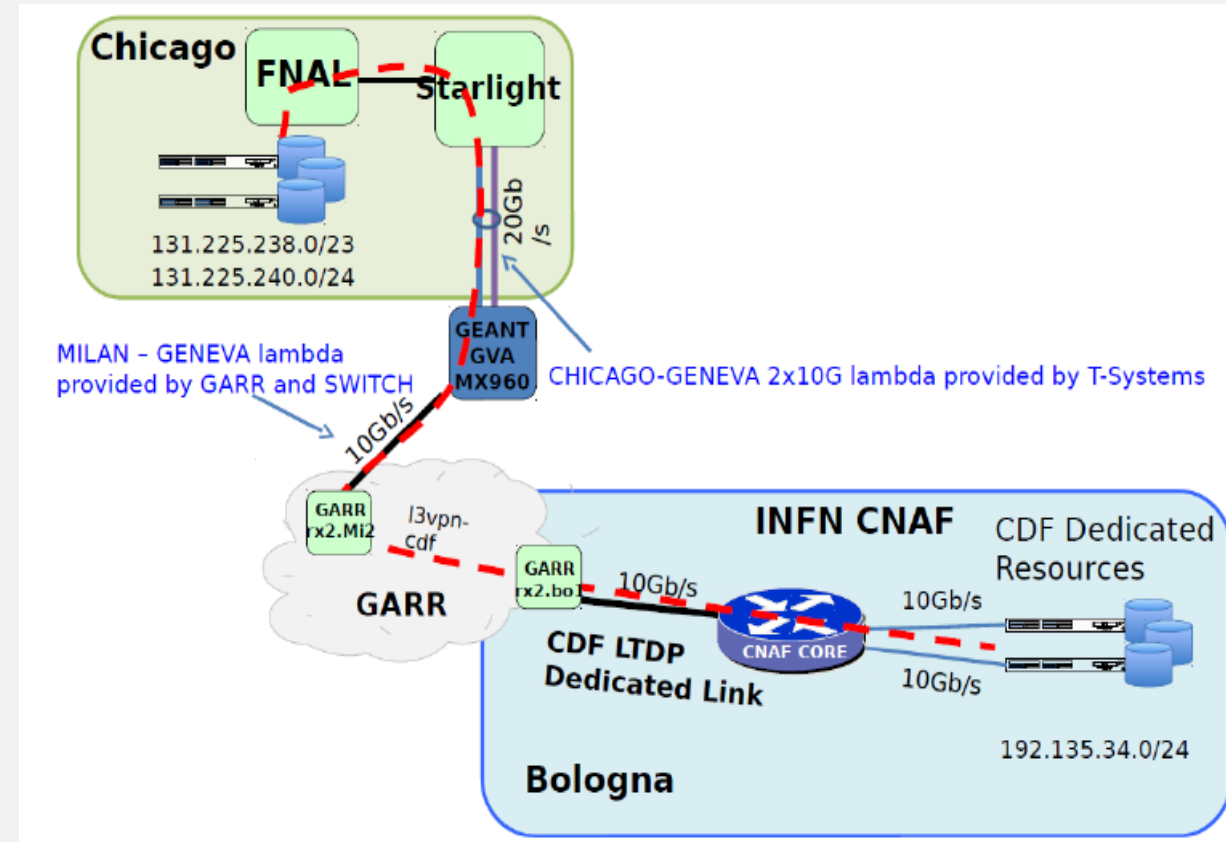 Chicago
FNAL
Starlight
20Gb
/s
131.225.238.0/23
131.225.240.0/24
GEANT
GVA
MX960
MILAN – GENEVA lambda
provided by GARR and SWITCH
CHICAGO-GENEVA 2x10G lambda provided by T-Systems
10Gb/s
GARR
rx2.Mi2
l3vpn-
cdf
GARR
GARR
rx2.bo1
INFN CNAF
CDF Dedicated
Resources
10Gb/s
10Gb/s
CNAF CORE
10Gb/s
CDF LTDP
Dedicated Link
192.135.34.0/24
Bologna